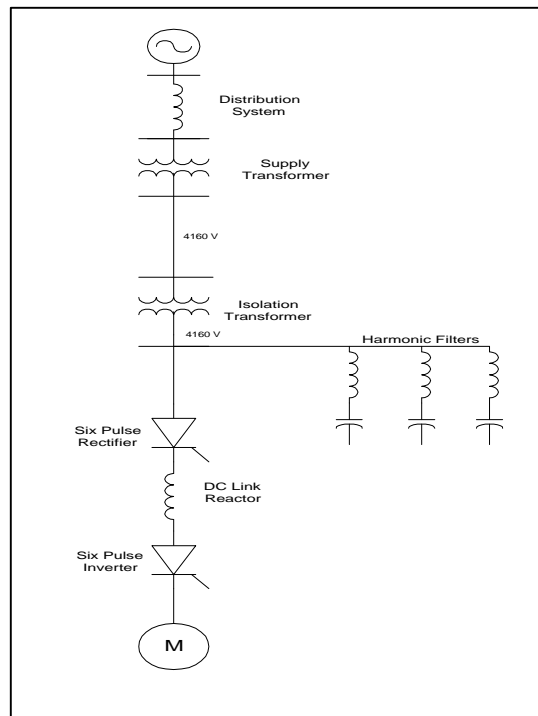 Distribution
System
Supply
Transformer
4160 V
Isolation
Transformer
4160 V
Harmonic Filters
Six Pulse
Rectifier
DC Link
Reactor
Six Pulse
Inverter
M